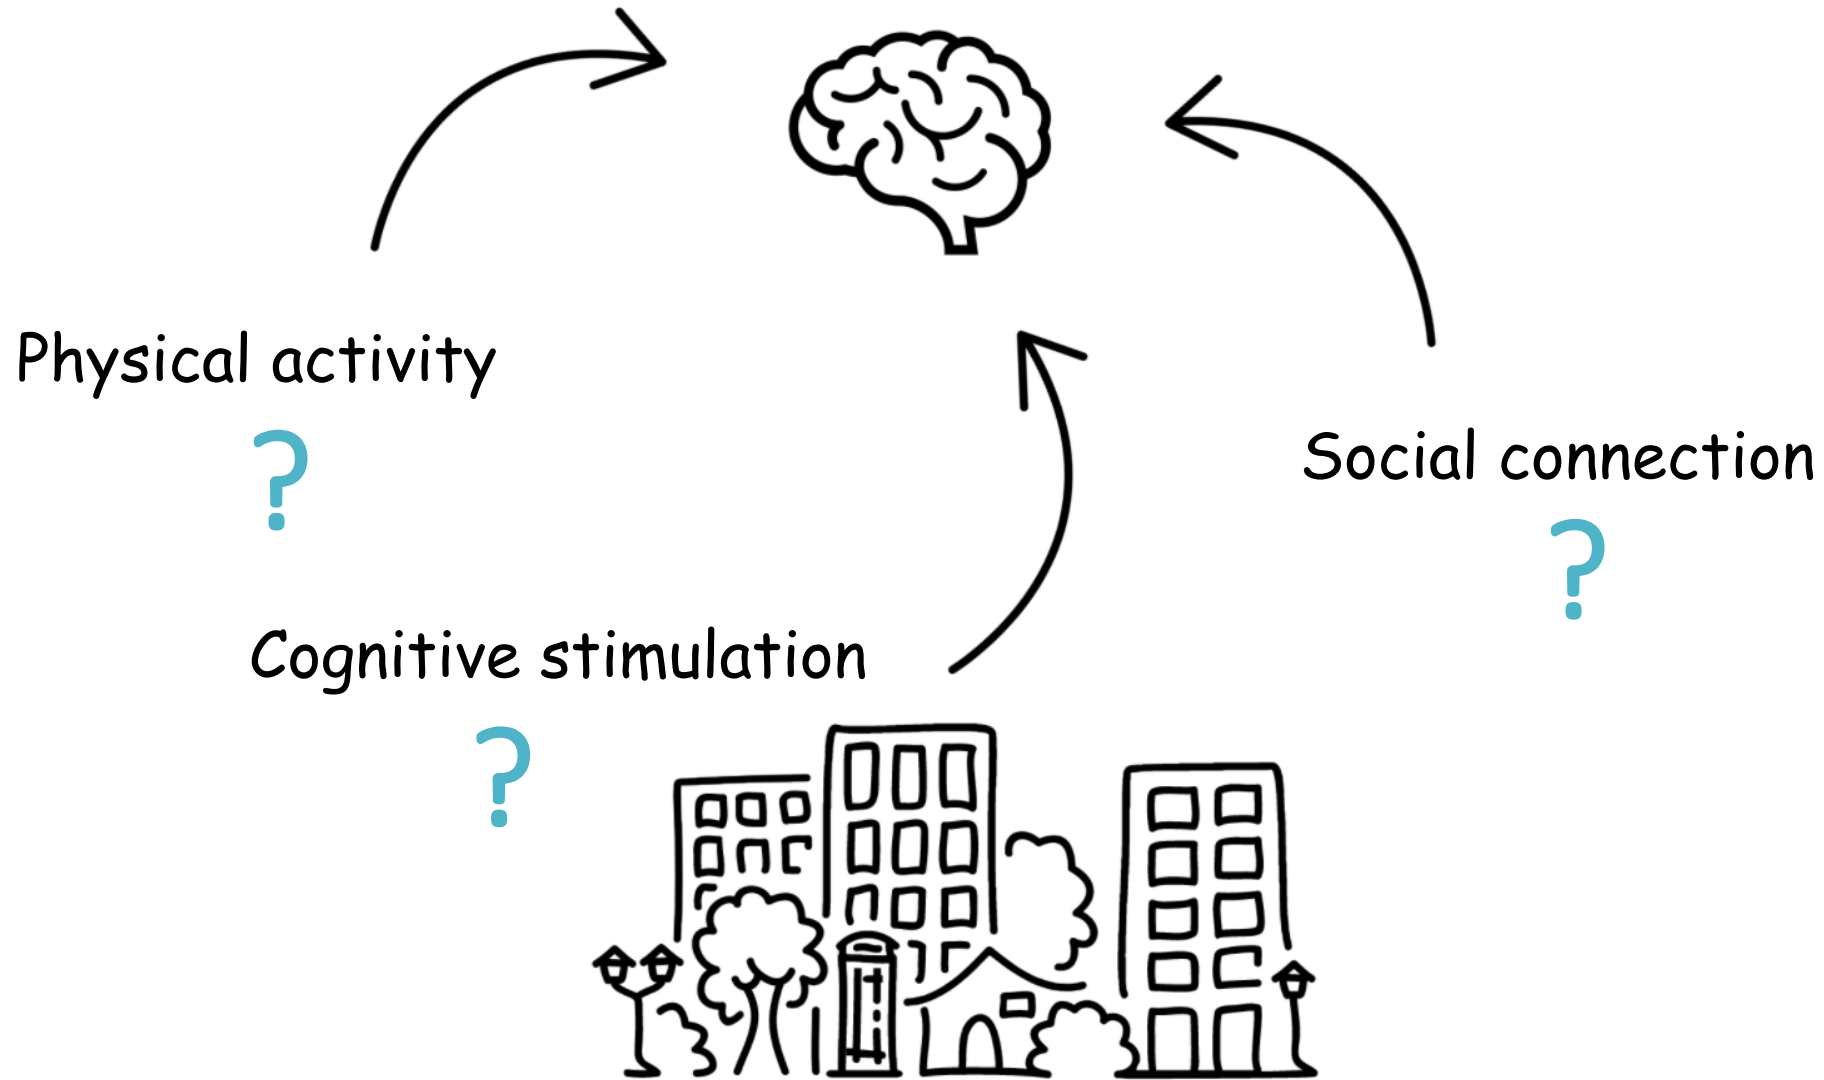 Physical activity
?
Social connection
?
Cognitive stimulation
?